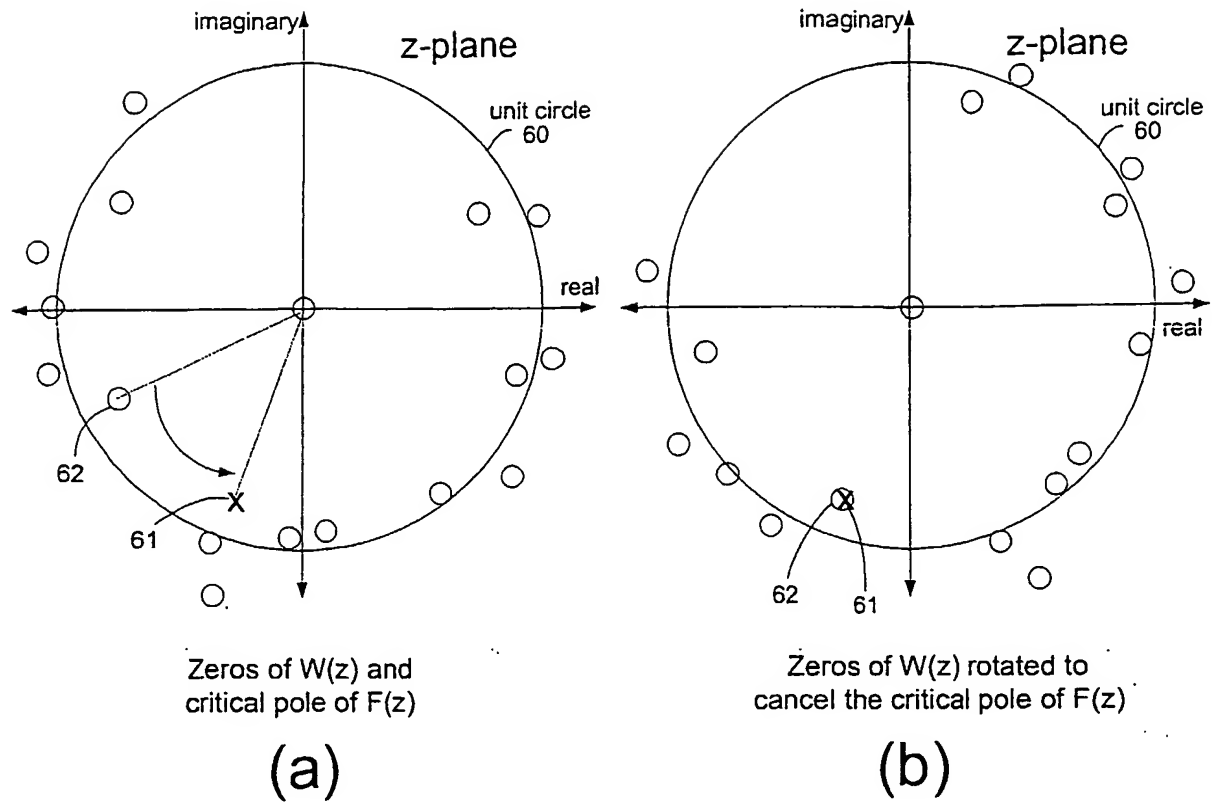 imaginary
z-plane
unit circle
60
real
62
X
61
Zeros of W(z) and
critical pole of F(z)
(a)
imaginary
z-plane
unit circle
60
real
X
62
61
Zeros of W(z) rotated to
cancel the critical pole of F(z)
(b)